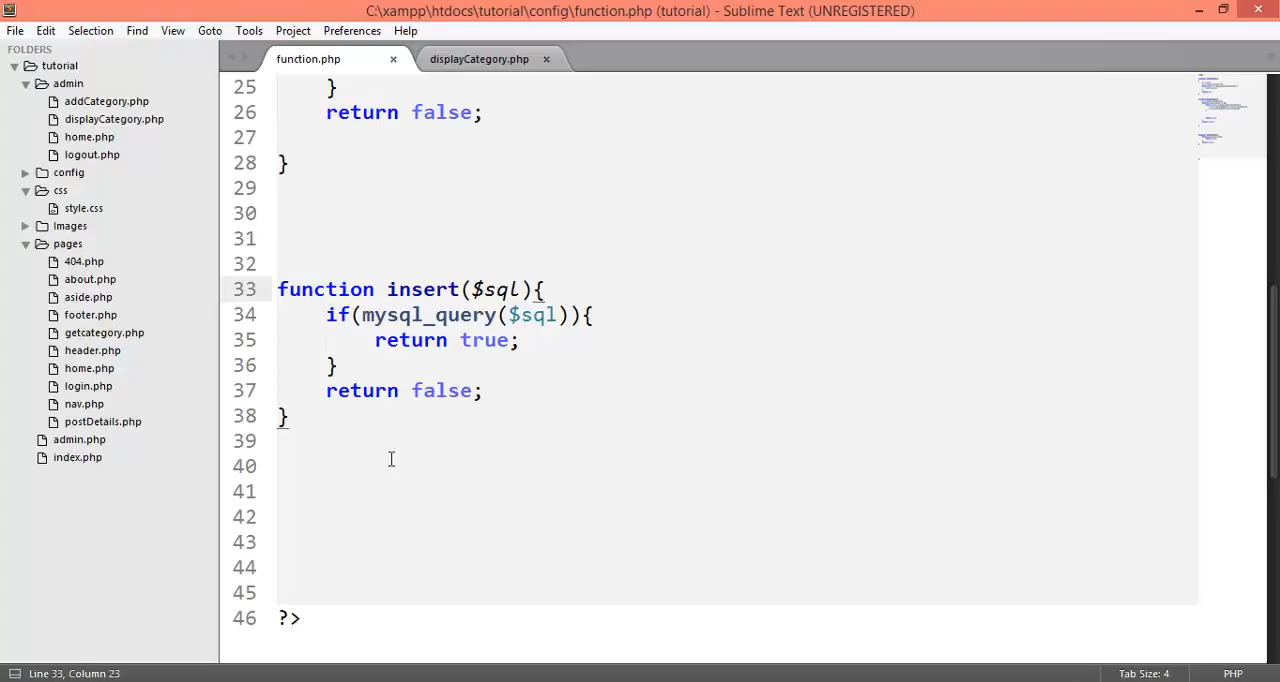 C:\xampp\htdocs\tutorial\config\function.php (tutorial) - Sublime Text (UNREGISTERED)
File Edit Selection Find View Goto Tools Project Preferences Help
FOLDERS
tutorial
admin
addCategory.php
displayCategory.php
home.php
logout.php
config
css
style.css
Images
pages
404.php
about.php
aside.php
footer.php
getcategory.php
header.php
home.php
login.php
nav.php
postDetails.php
admin.php
index.php
function.php × displayCategory.php ×
25 }
26 return false;
27
28 }
29
30
31
32
33 function insert($sql){
34 if(mysql_query($sql)){
35 return true;
36 }
37 return false;
38 }
39
40
41
42
43
44
45
46 ?>
Line 33, Column 23 Tab Size: 4 PHP